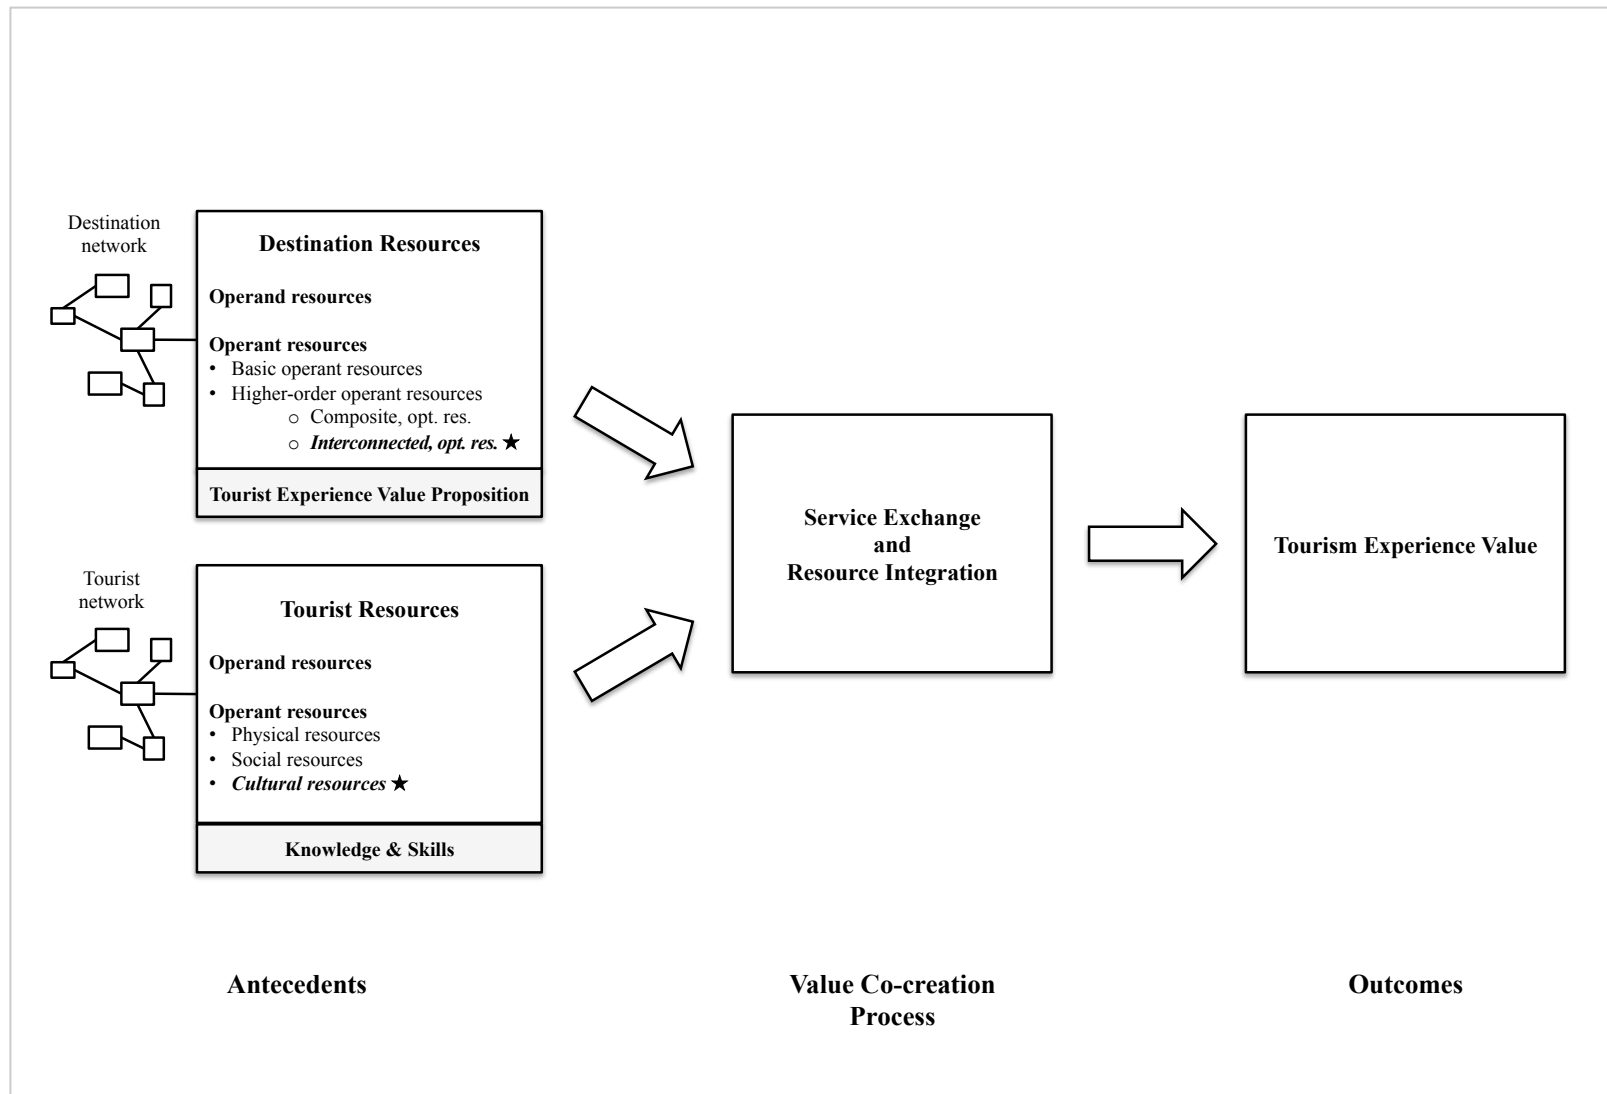 Destination
network
Destination Resources
Operand resources
Operant resources
• Basic operant resources
• Higher-order operant resources
o Composite, opt. res.
o Interconnected, opt. res. ★
Tourist Experience Value Proposition
Tourist
network
Tourist Resources
Operand resources
Operant resources
• Physical resources
• Social resources
• Cultural resources ★
Knowledge & Skills
Service Exchange
and
Resource Integration
Tourism Experience Value
Antecedents
Value Co-creation
Process
Outcomes